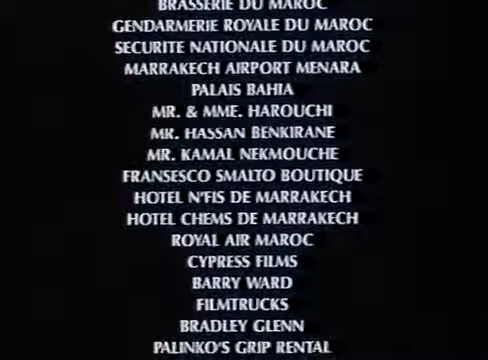 BRASSERIE DU MAROC
GENDARMERIE ROYALE DU MAROC
SECURITE NATIONALE DU MAROC
MARRAKECH AIRPORT MENARA
PALAIS BAHIA
MR. & MME. HAROUCHI
MR. HASSAN BENKIRANE
MR. KAMAL NEKMOUCHE
FRANSESCO SMALTO BOUTIQUE
HOTEL N'FIS DE MARRAKECH
HOTEL CHEMS DE MARRAKECH
ROYAL AIR MAROC
CYPRESS FILMS
BARRY WARD
FILMTRUCKS
BRADLEY GLENN
PALINKO'S GRIP RENTAL